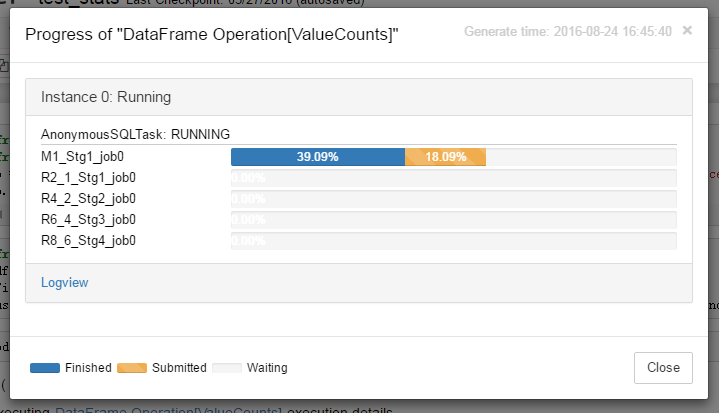 test_stats Last Checkpoint: 05/27/2016 (autosaved)
Progress of "DataFrame Operation[ValueCounts]"
Generate time: 2016-08-24 16:45:40 ×
Instance 0: Running
AnonymousSQLTask: RUNNING
M1_Stg1_job0 39.09% 18.09%
R2_1_Stg1_job0 0.00%
R4_2_Stg2_job0 0.00%
R6_4_Stg3_job0 0.00%
R8_6_Stg4_job0 0.00%
Logview
Finished Submitted Waiting
Close
DataFrame Operation[ValueCounts] execution details